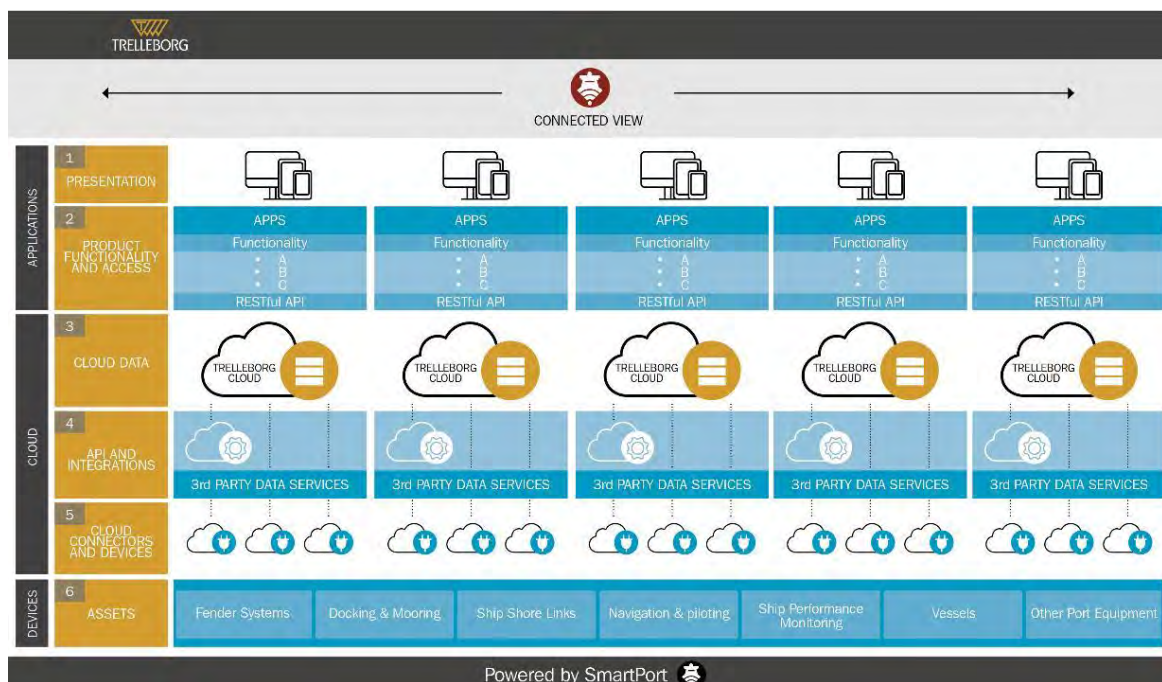 TRELLEBORG
CONNECTED VIEW
APPLICATIONS
1
PRESENTATION
2
PRODUCT
FUNCTIONALITY
AND ACCESS
APPS APPS APPS APPS APPS
Functionality Functionality Functionality Functionality Functionality
• A • A • A • A • A
• B • B • B • B • B
• C • C • C • C • C
RESTful API RESTful API RESTful API RESTful API RESTful API
CLOUD
3
CLOUD DATA
TRELLEBORG TRELLEBORG TRELLEBORG TRELLEBORG TRELLEBORG
CLOUD CLOUD CLOUD CLOUD CLOUD
4
API AND
INTEGRATIONS
3rd PARTY DATA SERVICES 3rd PARTY DATA SERVICES 3rd PARTY DATA SERVICES 3rd PARTY DATA SERVICES 3rd PARTY DATA SERVICES
5
CLOUD
CONNECTORS
AND DEVICES
DEVICES
6
ASSETS
Fender Systems
Docking & Mooring
Ship Shore Links
Navigation & piloting
Ship Performance
Monitoring
Vessels
Other Port Equipment
Powered by SmartPort